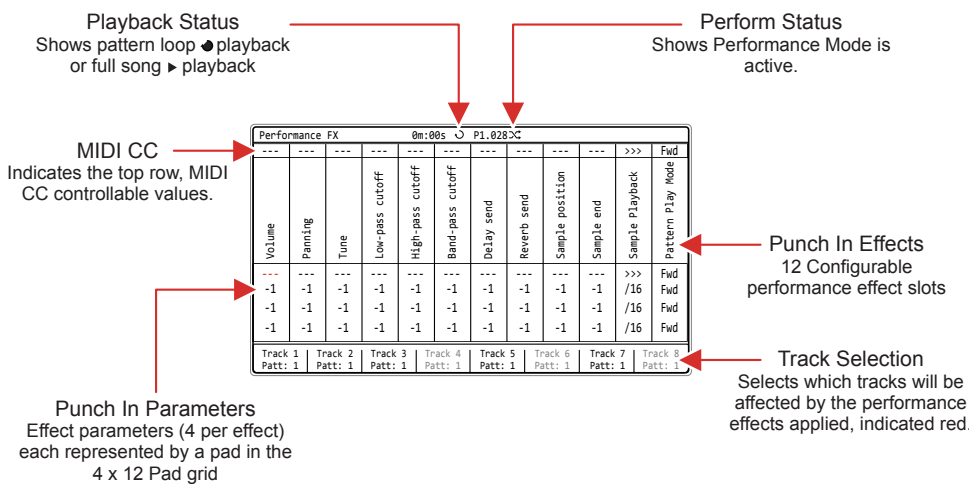 Playback Status
Shows pattern loop playback
or full song ▶ playback
Perform Status
Shows Performance Mode is
active.
MIDI CC
Indicates the top row, MIDI
CC controllable values.
Performance FX 0m:00s P1.028
--- --- --- --- --- --- --- --- --- --- >>> Fwd
Volume
Panning
Tune
Low-pass cutoff
High-pass cutoff
Band-pass cutoff
Delay send
Reverb send
Sample position
Sample end
Sample Playback
Pattern Play Mode
--- --- --- --- --- --- --- --- --- --- >>> Fwd
-1 -1 -1 -1 -1 -1 -1 -1 -1 -1 /16 Fwd
-1 -1 -1 -1 -1 -1 -1 -1 -1 -1 /16 Fwd
-1 -1 -1 -1 -1 -1 -1 -1 -1 -1 /16 Fwd
Track 1 Track 2 Track 3 Track 4 Track 5 Track 6 Track 7 Track 8
Patt: 1 Patt: 1 Patt: 1 Patt: 1 Patt: 1 Patt: 1 Patt: 1 Patt: 1
Punch In Effects
12 Configurable
performance effect slots
Track Selection
Selects which tracks will be
affected by the performance
effects applied, indicated red.
Punch In Parameters
Effect parameters (4 per effect)
each represented by a pad in the
4 x 12 Pad grid